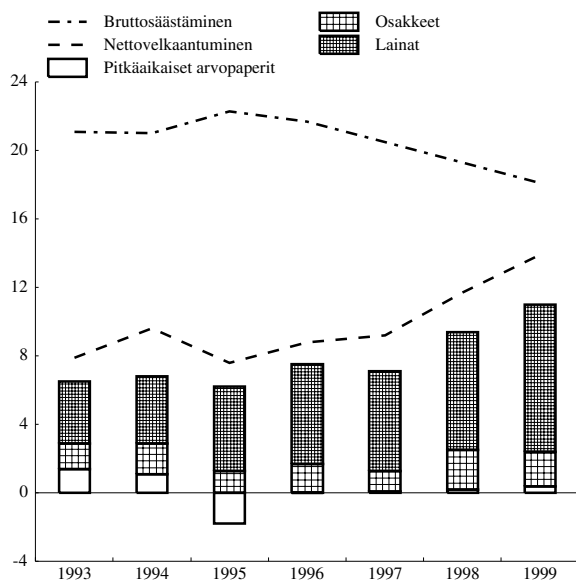 Bruttosäästäminen
Nettovelkaantuminen
Pitkäaikaiset arvopaperit
Osakkeet
Lainat
24
20
16
12
8
4
0
-4
1993 1994 1995 1996 1997 1998 1999